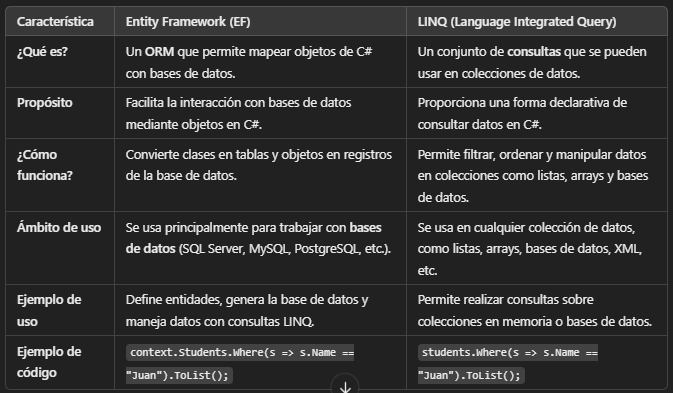 Característica Entity Framework (EF) LINQ (Language Integrated Query)
¿Qué es? Un ORM que permite mapear objetos de C# Un conjunto de consultas que se pueden
con bases de datos. usar en colecciones de datos.
Propósito Facilita la interacción con bases de datos Proporciona una forma declarativa de
mediante objetos en C#. consultar datos en C#.
¿Cómo Convierte clases en tablas y objetos en registros Permite filtrar, ordenar y manipular datos
funciona? de la base de datos. en colecciones como listas, arrays y bases
de datos.
Ámbito de uso Se usa principalmente para trabajar con bases Se usa en cualquier colección de datos,
de datos (SQL Server, MySQL, PostgreSQL, etc.). como listas, arrays, bases de datos, XML,
etc.
Ejemplo de Define entidades, genera la base de datos y Permite realizar consultas sobre
uso maneja datos con consultas LINQ. colecciones en memoria o bases de datos.
Ejemplo de context.Students.Where(s => s.Name == students.Where(s => s.Name ==
código "Juan").ToList(); "Juan").ToList();